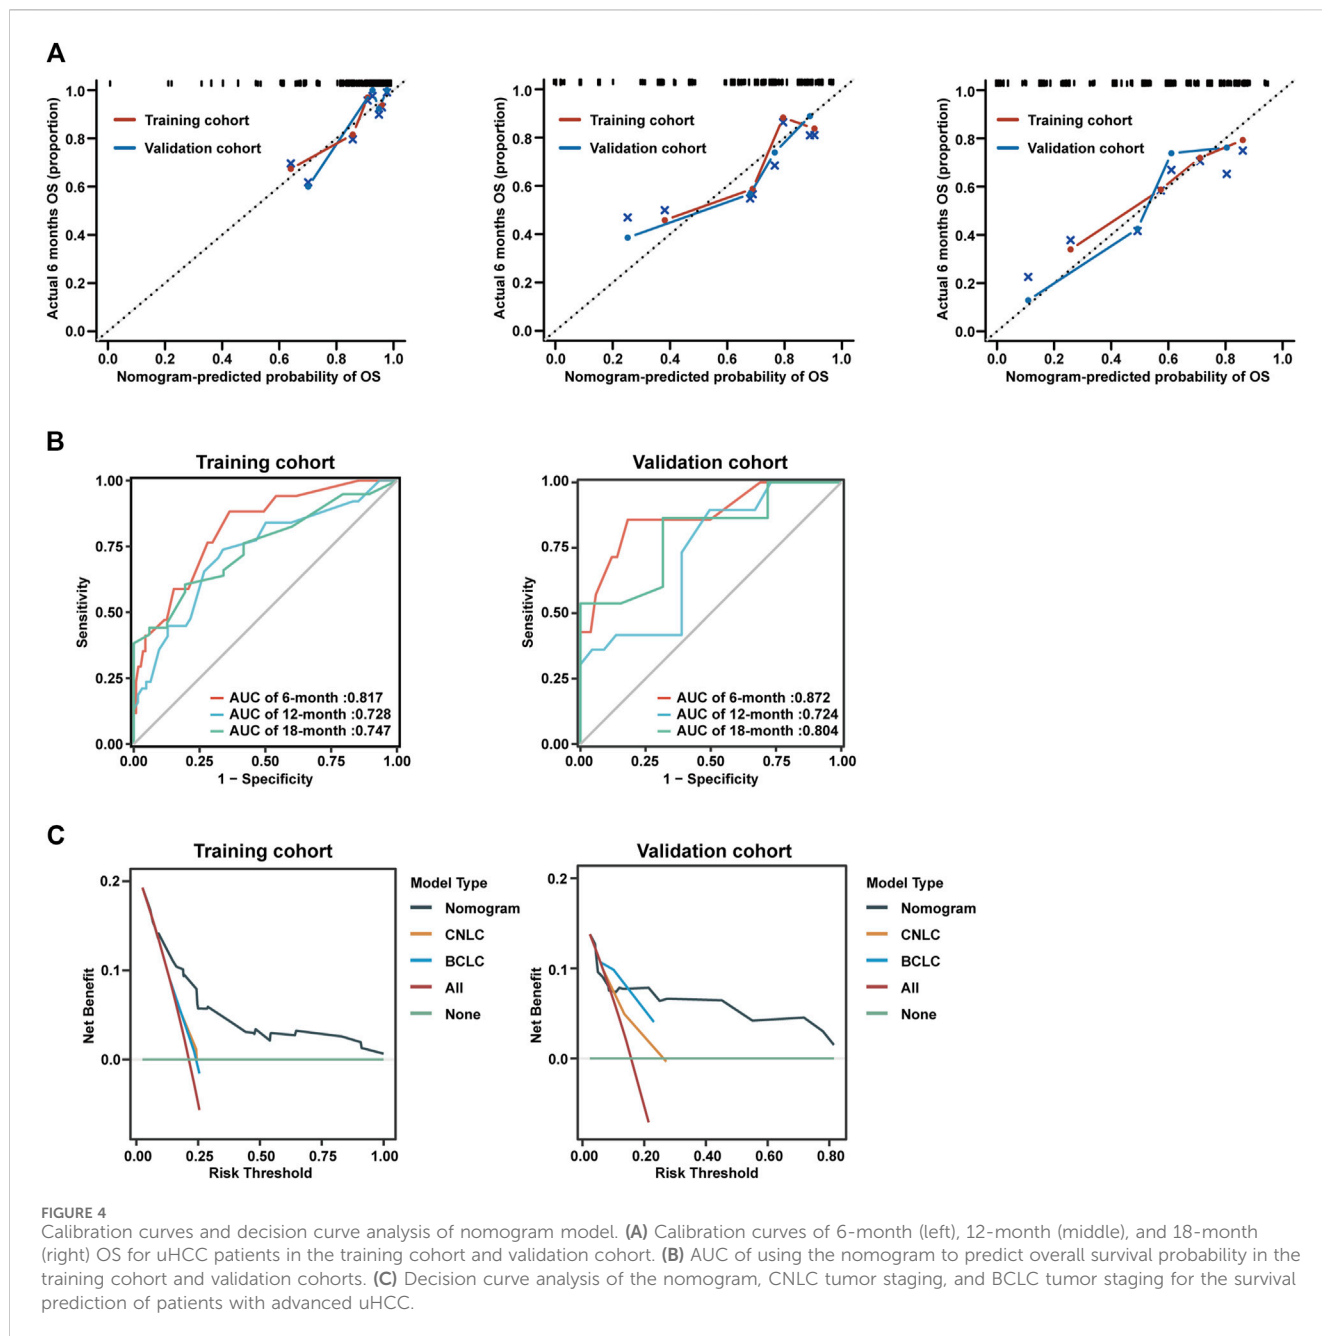 A
Actual 6 months OS (proportion)
1.0
0.8
0.6
0.4
0.2
0.0
Training cohort
Validation cohort
0.0 0.2 0.4 0.6 0.8 1.0
Nomogram-predicted probability of OS
Actual 6 months OS (proportion)
1.0
0.8
0.6
0.4
0.2
0.0
Training cohort
Validation cohort
0.0 0.2 0.4 0.6 0.8 1.0
Nomogram-predicted probability of OS
Actual 6 months OS (proportion)
1.0
0.8
0.6
0.4
0.2
0.0
Training cohort
Validation cohort
0.0 0.2 0.4 0.6 0.8 1.0
Nomogram-predicted probability of OS
B
Training cohort
Sensitivity
1.00
0.75
0.50
0.25
0.00
AUC of 6-month :0.817
AUC of 12-month :0.728
AUC of 18-month :0.747
0.00 0.25 0.50 0.75 1.00
1 − Specificity
Validation cohort
Sensitivity
1.00
0.75
0.50
0.25
0.00
AUC of 6-month :0.872
AUC of 12-month :0.724
AUC of 18-month :0.804
0.00 0.25 0.50 0.75 1.00
1 − Specificity
C
Training cohort
Net Benefit
0.2
0.1
0.0
0.00 0.25 0.50 0.75 1.00
Risk Threshold
Model Type
Nomogram
CNLC
BCLC
All
None
Validation cohort
Net Benefit
0.2
0.1
0.0
0.00 0.20 0.40 0.60 0.80
Risk Threshold
Model Type
Nomogram
CNLC
BCLC
All
None
FIGURE 4
Calibration curves and decision curve analysis of nomogram model. (A) Calibration curves of 6-month (left), 12-month (middle), and 18-month
(right) OS for uHCC patients in the training cohort and validation cohort. (B) AUC of using the nomogram to predict overall survival probability in the
training cohort and validation cohorts. (C) Decision curve analysis of the nomogram, CNLC tumor staging, and BCLC tumor staging for the survival
prediction of patients with advanced uHCC.